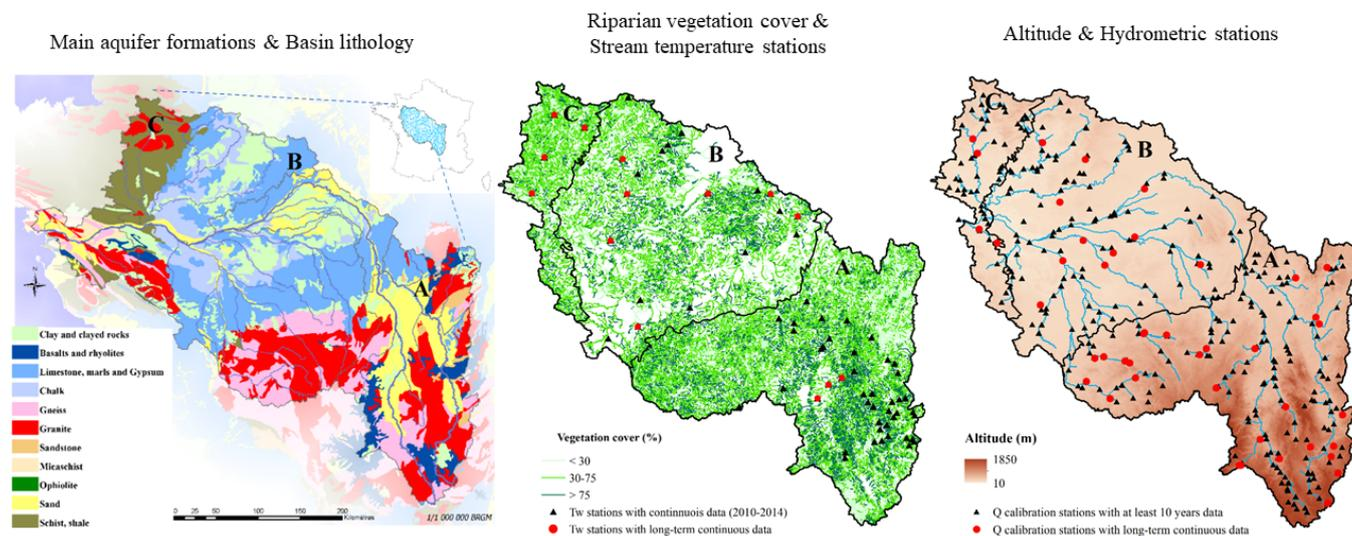 Main aquifer formations & Basin lithology
C
B
A
N
Clay and clayed rocks
Basalts and rhyolites
Limestone, marls and Gypsum
Chalk
Gneiss
Granite
Sandstone
Micaschist
Ophiolite
Sand
Schist, shale
0 25 50 100 150 200
Kilometres
1/1 000 000 BRGM
Riparian vegetation cover &
Stream temperature stations
C
B
A
Vegetation cover (%)
< 30
30-75
> 75
Tw stations with continnuois data (2010-2014)
Tw stations with long-term continuous data
Altitude & Hydrometric stations
C
B
A
Altitude (m)
1850
10
Q calibration stations with at least 10 years data
Q calibration stations with long-term continuous data